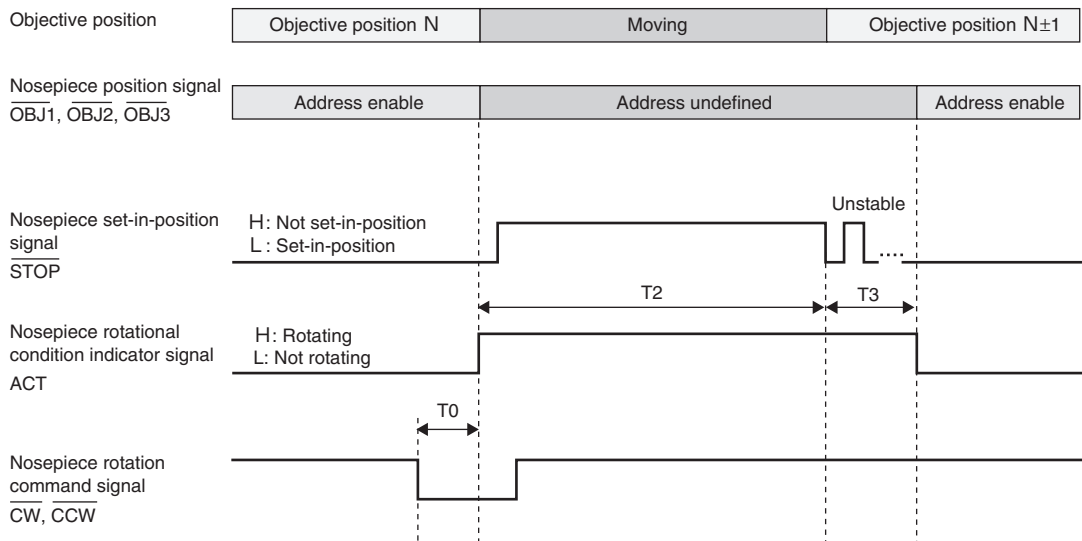 Objective position
Objective position N
Moving
Objective position N±1
Nosepiece position signal
OBJ1, OBJ2, OBJ3
Address enable
Address undefined
Address enable
Unstable
Nosepiece set-in-position
signal
STOP
H: Not set-in-position
L : Set-in-position
T2
T3
Nosepiece rotational
condition indicator signal
ACT
H: Rotating
L: Not rotating
T0
Nosepiece rotation
command signal
CW, CCW